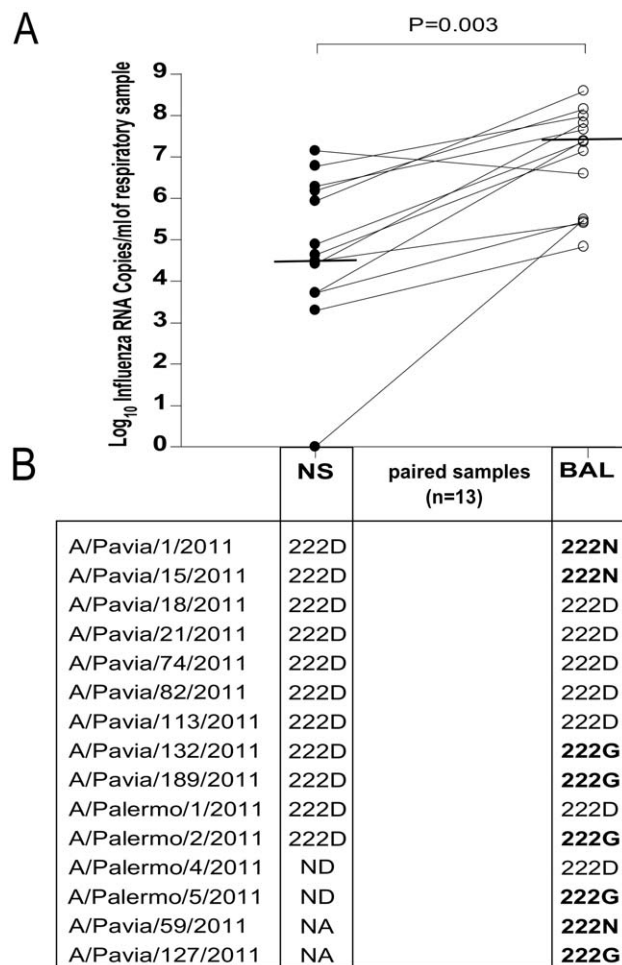 A
P=0.003
Log10 Influenza RNA Copies/ml of respiratory sample
9
8
7
6
5
4
3
2
1
0
B
NS paired samples BAL
(n=13)
A/Pavia/1/2011 222D 222N
A/Pavia/15/2011 222D 222N
A/Pavia/18/2011 222D 222D
A/Pavia/21/2011 222D 222D
A/Pavia/74/2011 222D 222D
A/Pavia/82/2011 222D 222D
A/Pavia/113/2011 222D 222D
A/Pavia/132/2011 222D 222G
A/Pavia/189/2011 222D 222G
A/Palermo/1/2011 222D 222D
A/Palermo/2/2011 222D 222G
A/Palermo/4/2011 ND 222D
A/Palermo/5/2011 ND 222G
A/Pavia/59/2011 NA 222N
A/Pavia/127/2011 NA 222G